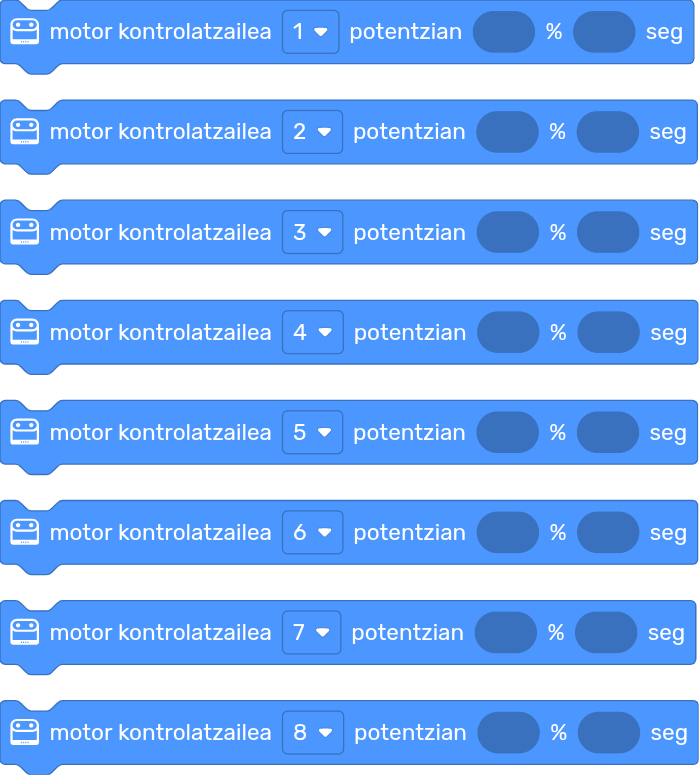 motor kontrolatzailea 1 potentzian % seg
motor kontrolatzailea 2 potentzian % seg
motor kontrolatzailea 3 potentzian % seg
motor kontrolatzailea 4 potentzian % seg
motor kontrolatzailea 5 potentzian % seg
motor kontrolatzailea 6 potentzian % seg
motor kontrolatzailea 7 potentzian % seg
motor kontrolatzailea 8 potentzian % seg